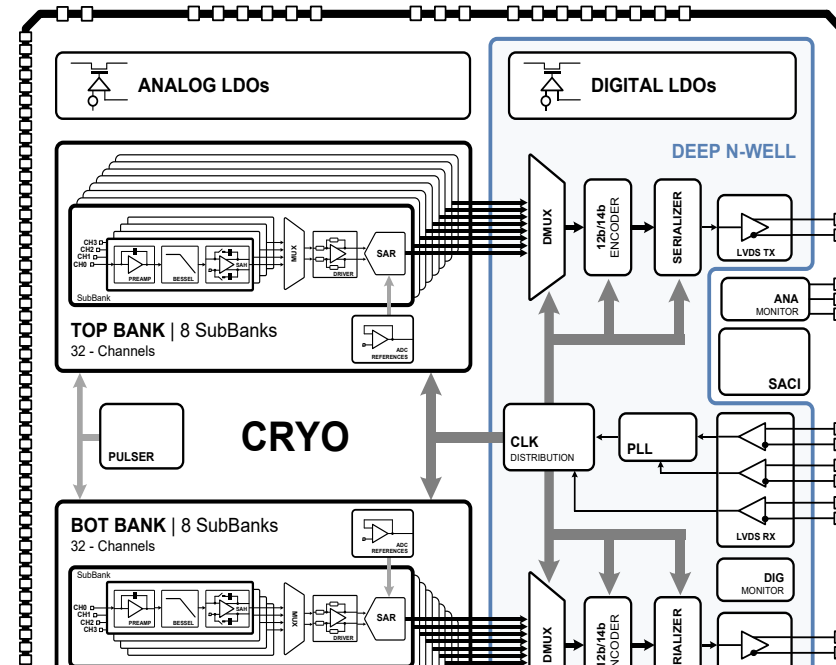 ANALOG LDOs
DIGITAL LDOs
DEEP N-WELL
CH3
CH2
CH1
CH0
PREAMP
BESSEL
SAH
MUX
DRIVER
SAR
SubBank
TOP BANK | 8 SubBanks
32 - Channels
ADC
REFERENCES
DMUX
12b/14b
ENCODER
SERIALIZER
LVDS TX
ANA
MONITOR
SACI
PULSER
CRYO
CLK
DISTRIBUTION
PLL
LVDS RX
BOT BANK | 8 SubBanks
32 - Channels
ADC
REFERENCES
SubBank
CH0
CH1
CH2
CH3
PREAMP
BESSEL
SAH
MUX
DRIVER
SAR
DMUX
12b/14b
NCODER
RIALIZER
DIG
MONITOR